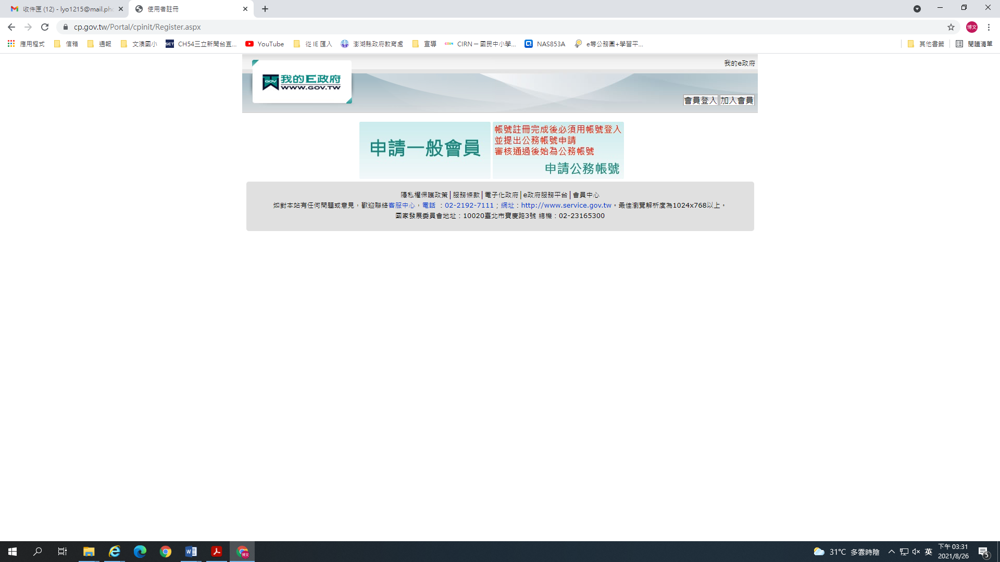 收件匣 (12) - lyo1215@mail.ph
使用者註冊
cp.gov.tw/Portal/cpinit/Register.aspx
博文
應用程式
信箱
通報
文澳國小
SET CH54三立新聞台直...
YouTube
從 IE 匯入
澎湖縣政府教育處
宣導
CIRN CIRN－國民中小學...
NAS853A
e等公務園+學習平...
其他書籤
閱讀清單
我的e政府
GOV 我的E政府
WWW.GOV.TW
會員登入 加入會員
申請一般會員
帳號註冊完成後必須用帳號登入
並提出公務帳號申請
審核通過後始為公務帳號
申請公務帳號
隱私權保護政策│服務條款│電子化政府│e政府服務平台│會員中心
如對本站有任何問題或意見，歡迎聯絡客服中心，電話 ：02-2192-7111；網址：http://www.service.gov.tw。最佳瀏覽解析度為1024x768以上。
國家發展委員會地址：10020臺北市寶慶路3號 總機：02-23165300
31°C 多雲時陰
英
下午 03:31
2021/8/26
5